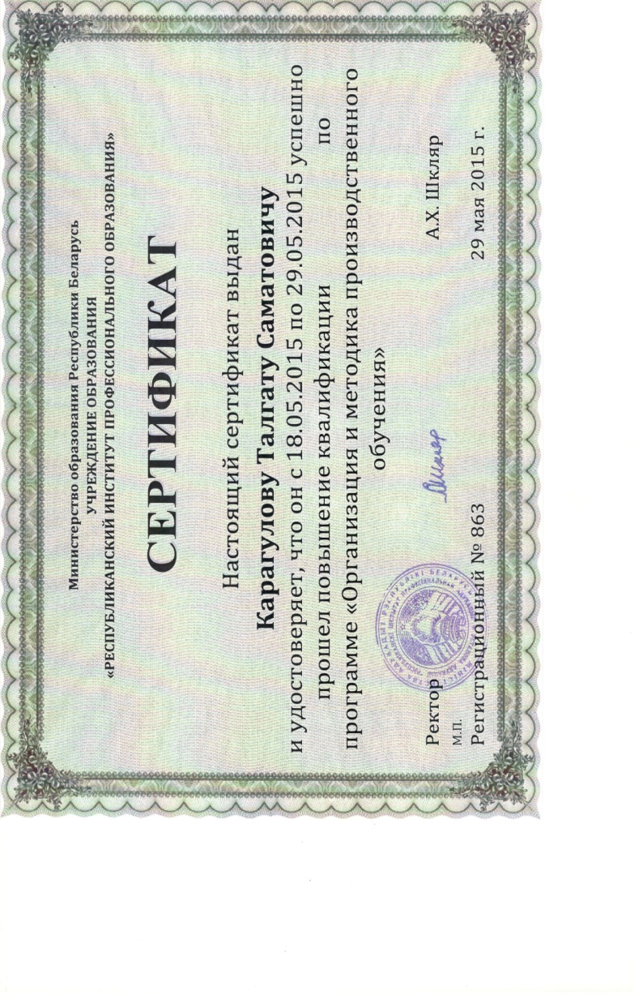 Министерство образования Республики Беларусь
УЧРЕЖДЕНИЕ ОБРАЗОВАНИЯ
«РЕСПУБЛИКАНСКИЙ ИНСТИТУТ ПРОФЕССИОНАЛЬНОГО ОБРАЗОВАНИЯ»
СЕРТИФИКАТ
Настоящий сертификат выдан
Карагулову Талгату Саматовичу
и удостоверяет, что он с 18.05.2015 по 29.05.2015 успешно
прошел повышение квалификации по
программе «Организация и методика производственного
обучения»
Ректор А.Х. Шкляр
м.п.
Регистрационный № 863 29 мая 2015 г.